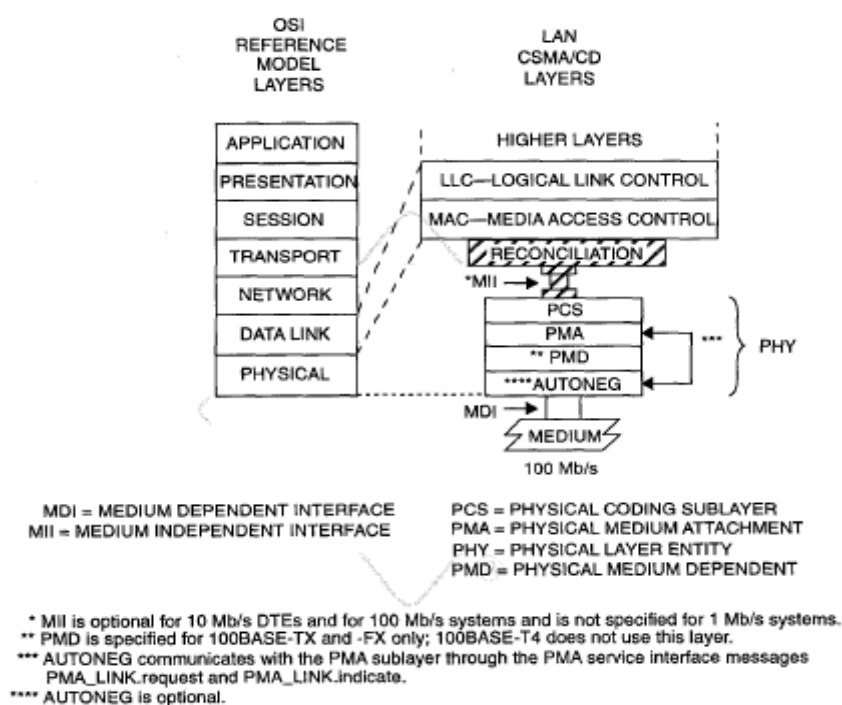 OSI
REFERENCE
MODEL
LAYERS
LAN
CSMA/CD
LAYERS
APPLICATION
PRESENTATION
SESSION
TRANSPORT
NETWORK
DATA LINK
PHYSICAL
HIGHER LAYERS
LLC—LOGICAL LINK CONTROL
MAC—MEDIA ACCESS CONTROL
RECONCILIATION
*MII
PCS
PMA
** PMD
****AUTONEG
***
PHY
MDI
MEDIUM
100 Mb/s
MDI = MEDIUM DEPENDENT INTERFACE
MII = MEDIUM INDEPENDENT INTERFACE
PCS = PHYSICAL CODING SUBLAYER
PMA = PHYSICAL MEDIUM ATTACHMENT
PHY = PHYSICAL LAYER ENTITY
PMD = PHYSICAL MEDIUM DEPENDENT
* MII is optional for 10 Mb/s DTEs and for 100 Mb/s systems and is not specified for 1 Mb/s systems.
** PMD is specified for 100BASE-TX and -FX only; 100BASE-T4 does not use this layer.
*** AUTONEG communicates with the PMA sublayer through the PMA service interface messages
PMA_LINK.request and PMA_LINK.indicate.
**** AUTONEG is optional.